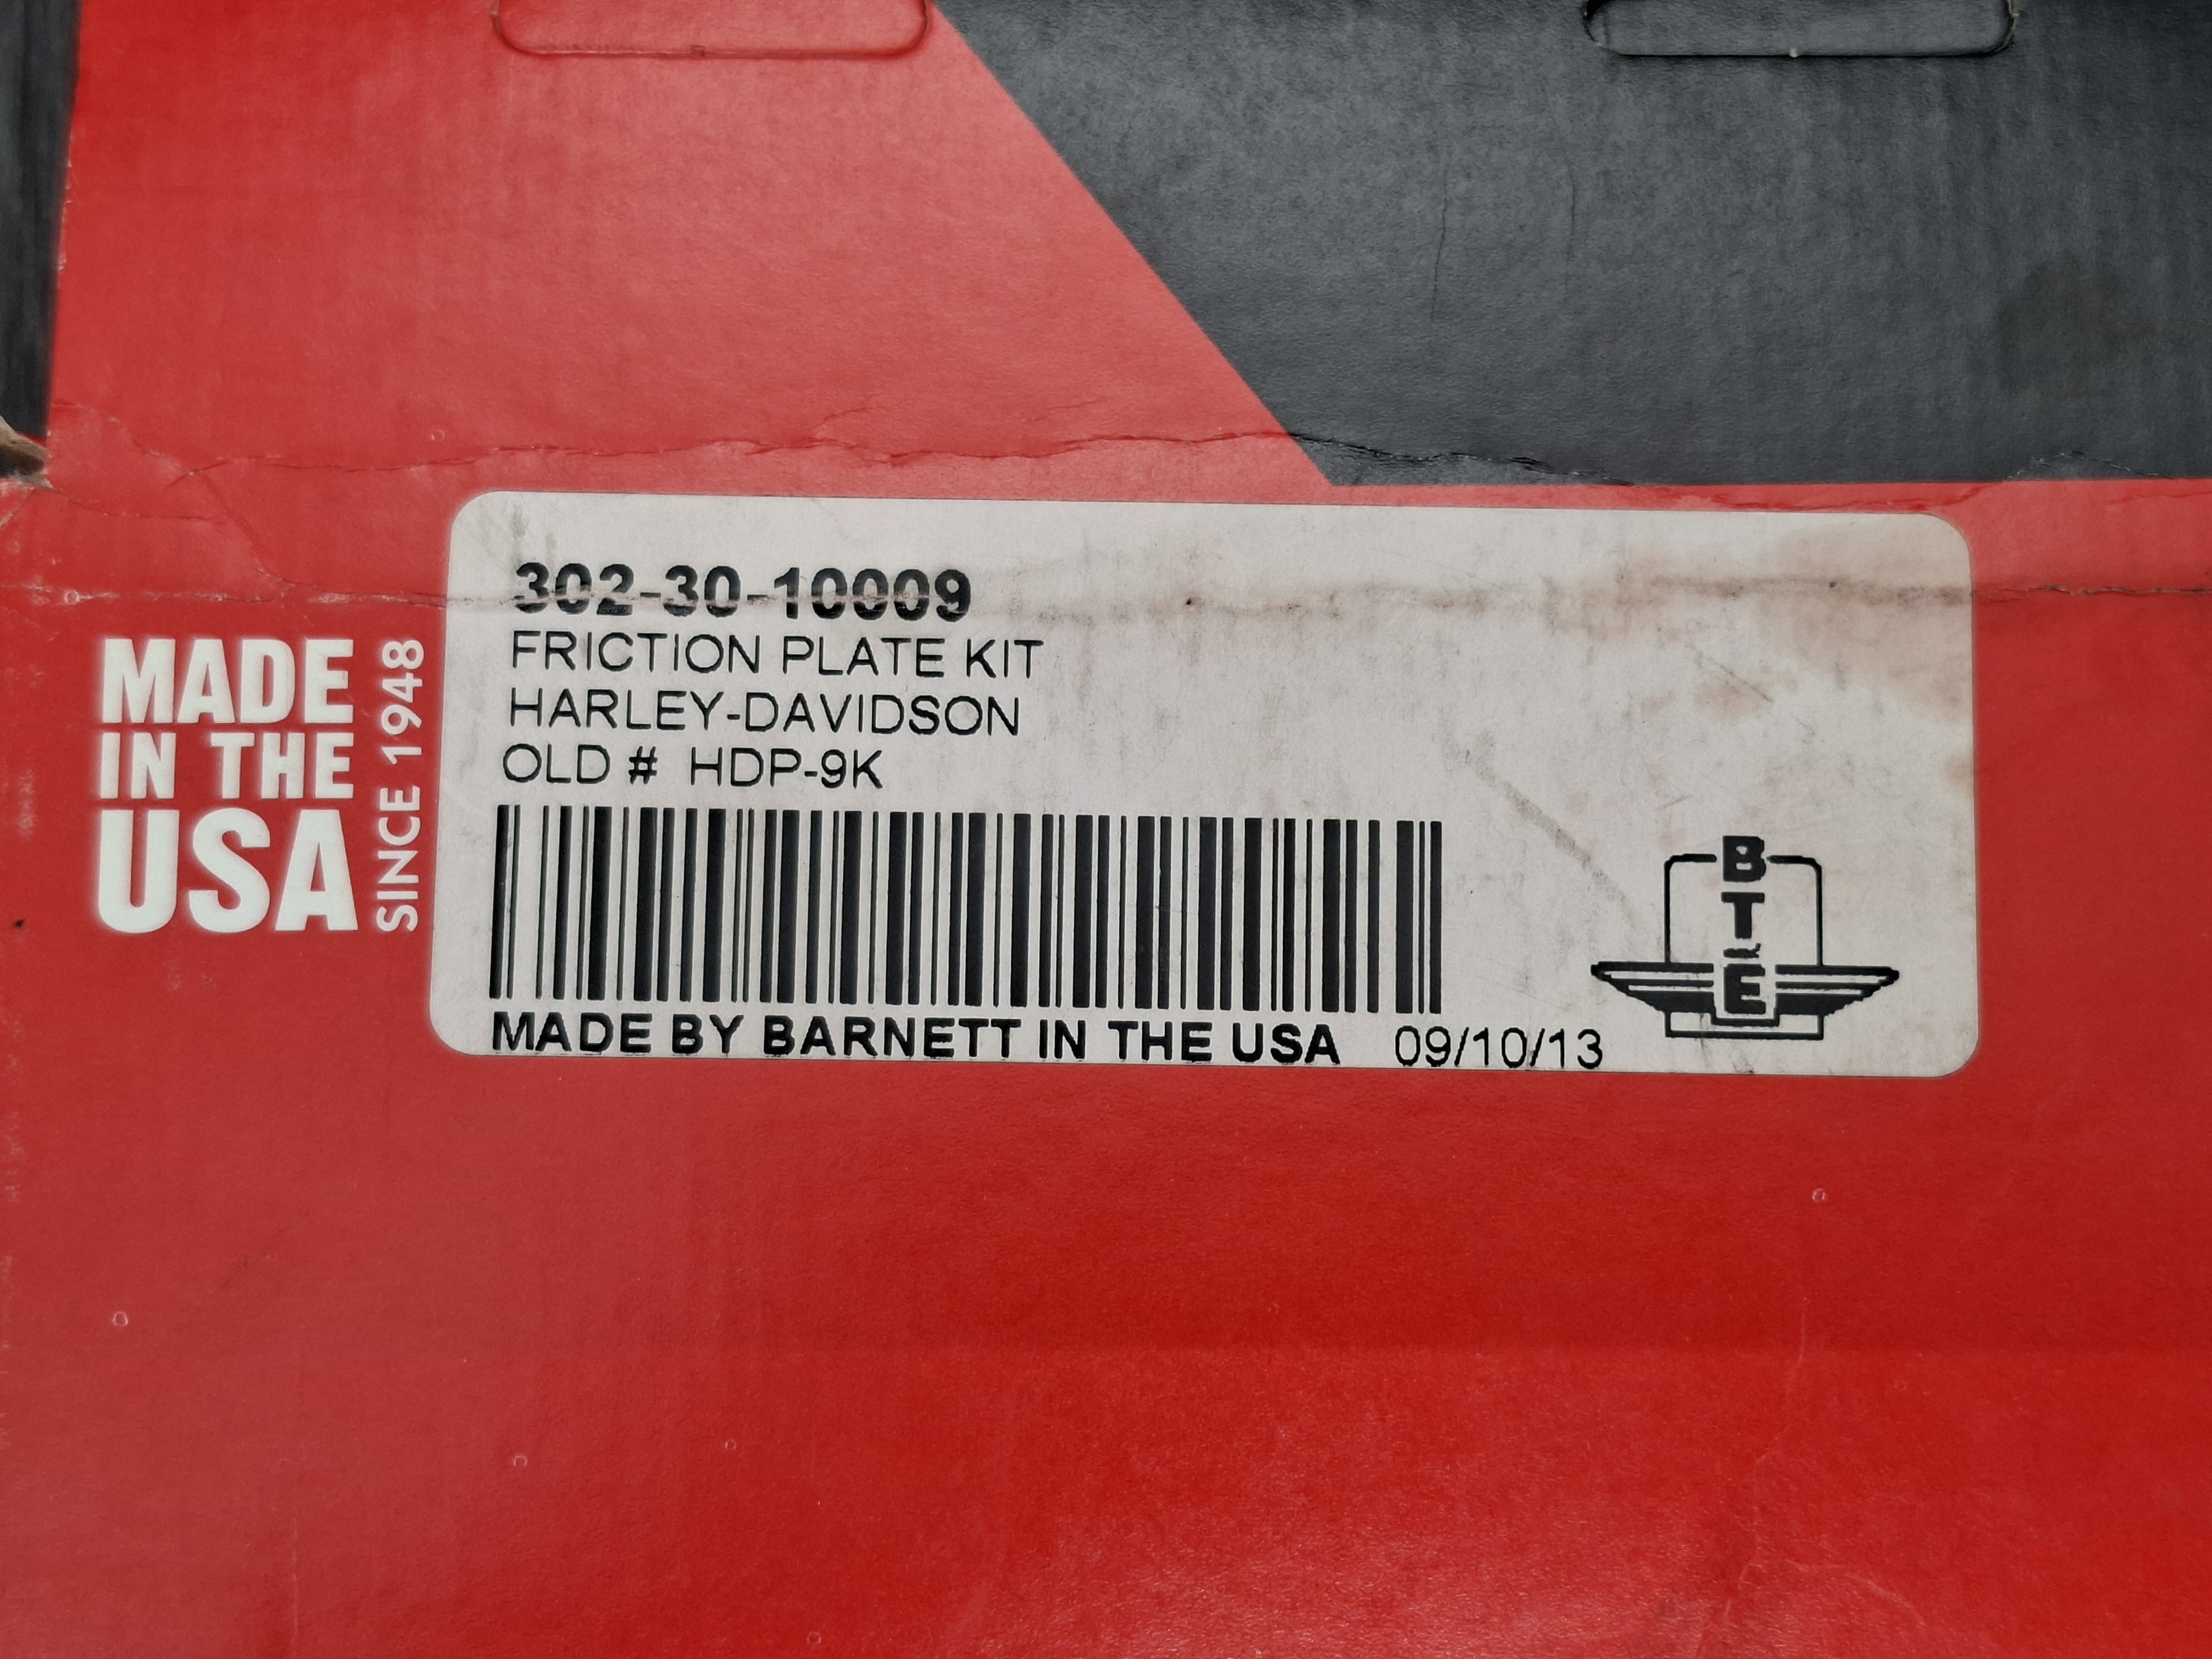 302-30-10009
FRICTION PLATE KIT
HARLEY-DAVIDSON
OLD # HDP-9K
MADE BY BARNETT IN THE USA 09/10/13
MADE
IN THE
USA
SINCE 1948
B
T
&
E